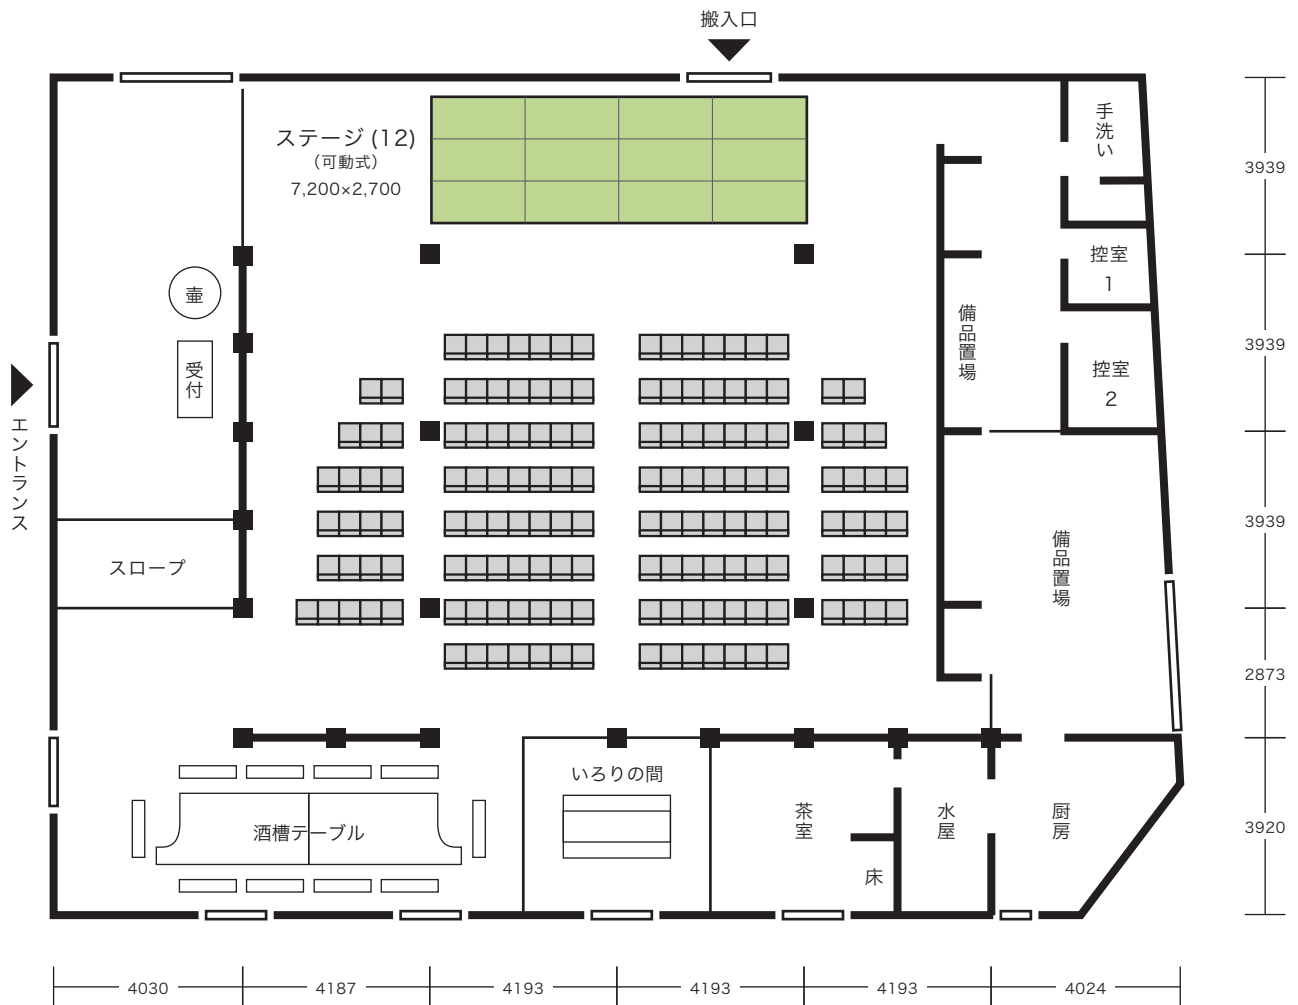 搬入口
ステージ (12)
(可動式)
7,200×2,700
手洗い
3939
壷
控室
1
備品置場
3939
受付
控室
2
エントランス
3939
備品置場
スロープ
2873
いろりの間
酒槽テーブル
茶室
水屋
厨房
3920
床
4030
4187
4193
4193
4193
4024